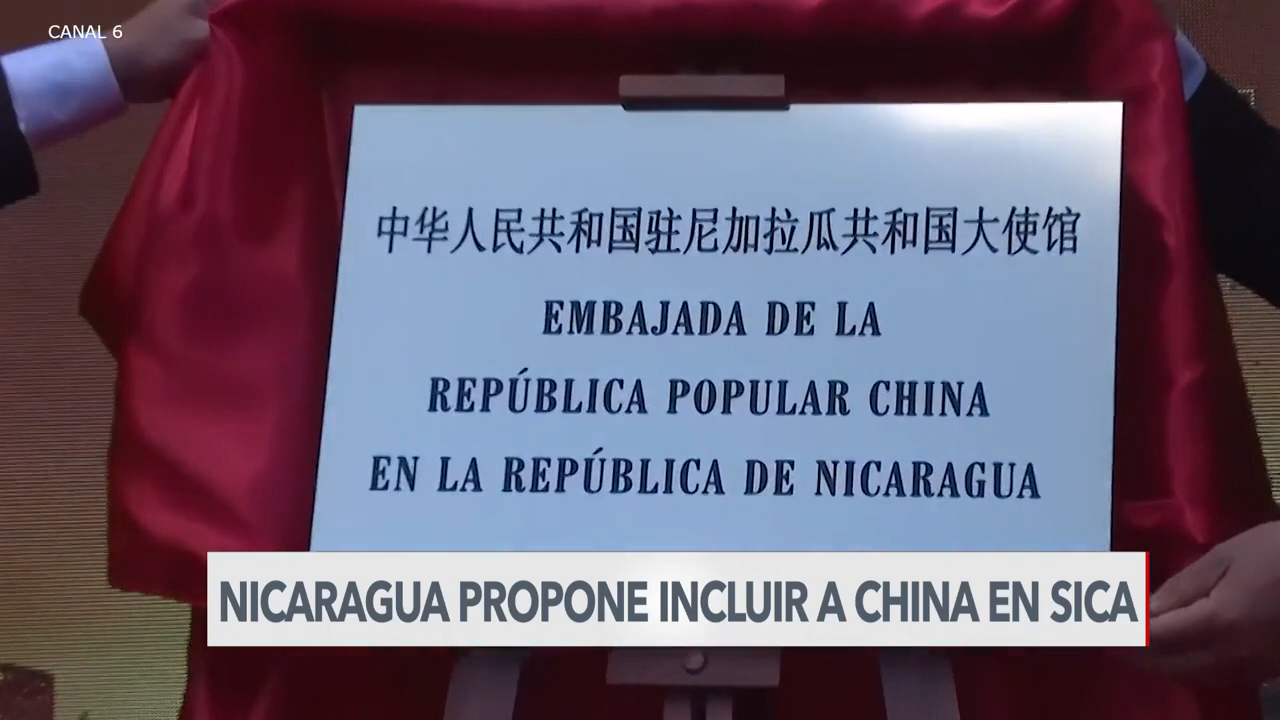 CANAL 6
中华人民共和国驻尼加拉瓜共和国大使馆
EMBAJADA DE LA
REPÚBLICA POPULAR CHINA
EN LA REPÚBLICA DE NICARAGUA
NICARAGUA PROPONE INCLUIR A CHINA EN SICA